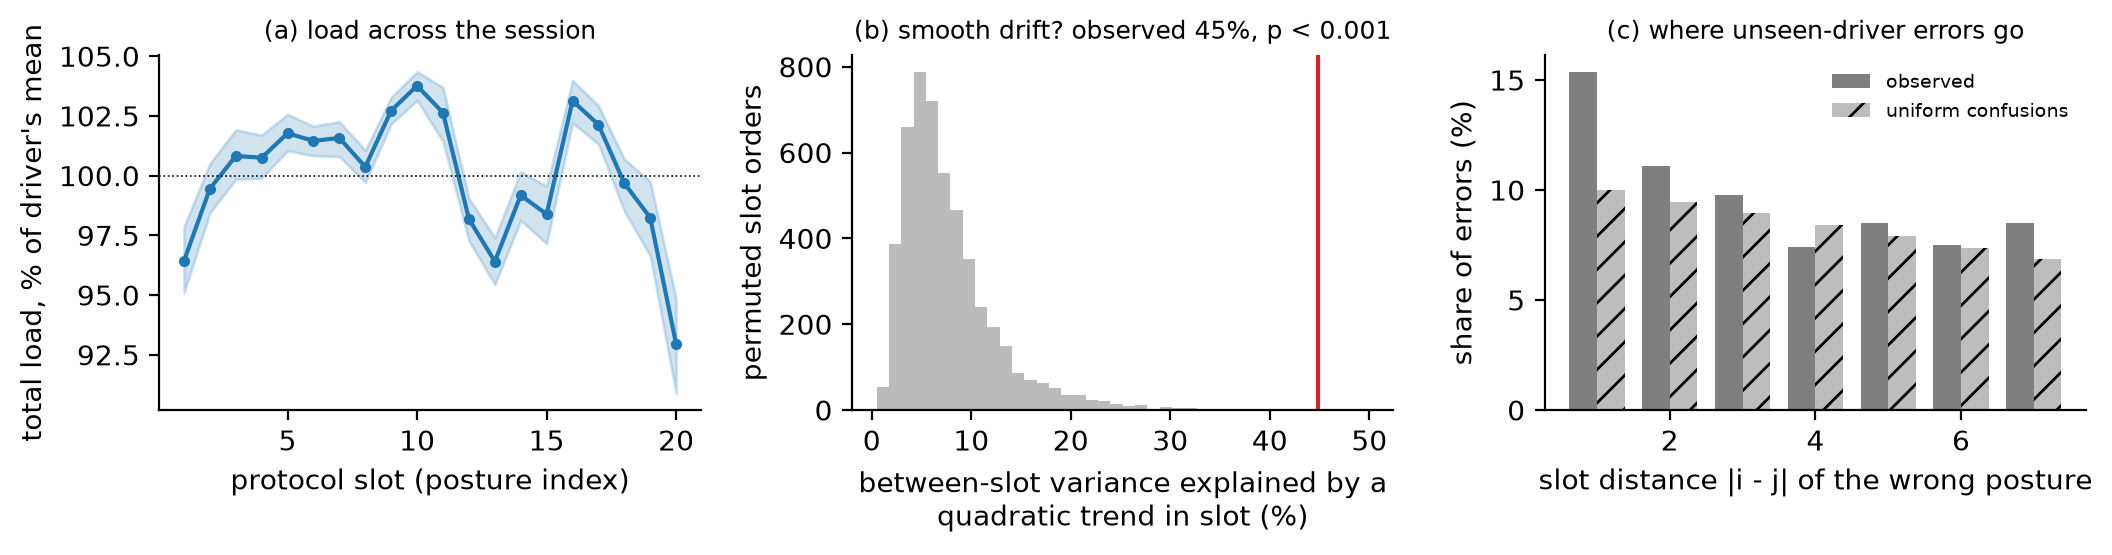 (a) load across the session
total load, % of driver's mean
105.0
102.5
100.0
97.5
95.0
92.5
5
10
15
20
protocol slot (posture index)
(b) smooth drift? observed 45%, p < 0.001
permuted slot orders
800
600
400
200
0
0
10
20
30
40
50
between-slot variance explained by a
quadratic trend in slot (%)
(c) where unseen-driver errors go
share of errors (%)
15
10
5
0
observed
uniform confusions
2
4
6
slot distance |i - j| of the wrong posture